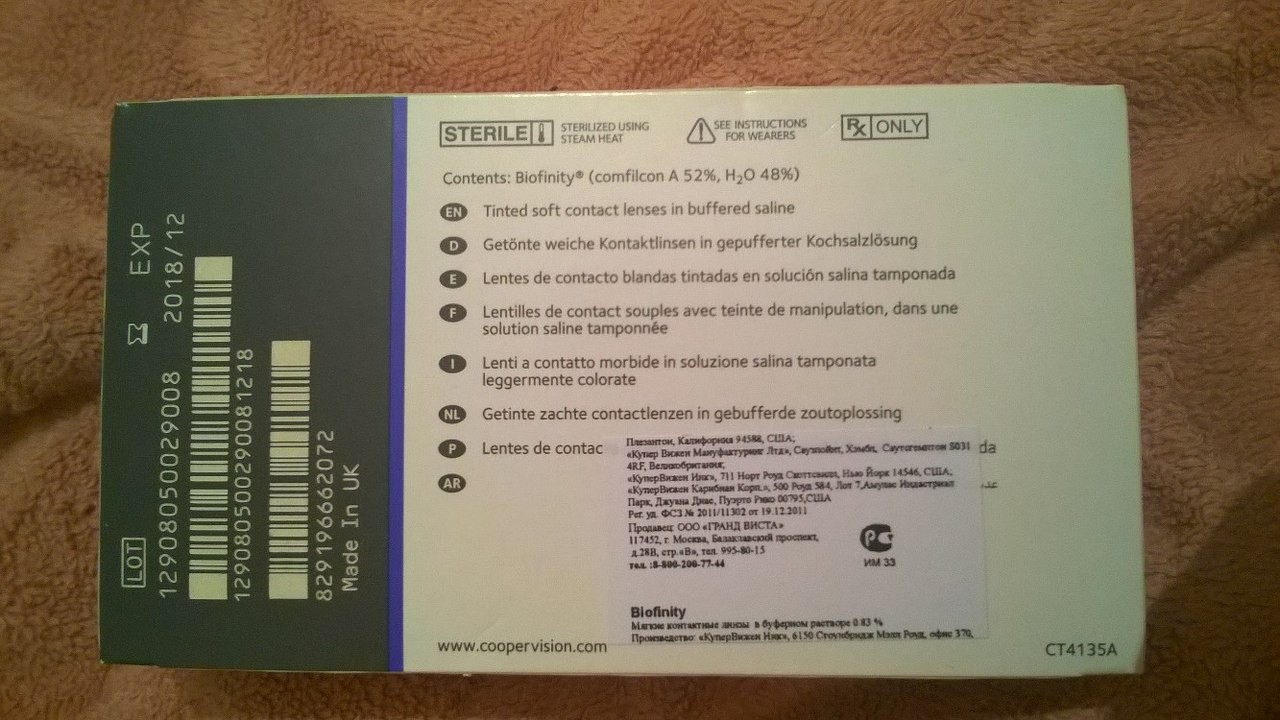 LOT
12908050029008
EXP
2018/12
129080500290081218
829196662072
Made In UK
STERILE
STERILIZED USING
STEAM HEAT
SEE INSTRUCTIONS
FOR WEARERS
Rx ONLY
Contents: Biofinity® (comfilcon A 52%, H₂O 48%)
EN Tinted soft contact lenses in buffered saline
D Getönte weiche Kontaktlinsen in gepufferter Kochsalzlösung
E Lentes de contacto blandas tintadas en solución salina tamponada
F Lentilles de contact souples avec teinte de manipulation, dans une
solution saline tamponnée
I Lenti a contatto morbide in soluzione salina tamponata
leggermente colorate
NL Getinte zachte contactlenzen in gebufferde zoutoplossing
P Lentes de contac
da
AR
Плезантон, Калифорния 94588, США;
«Купер Вижен Мануфактуринг Лтд», Саутпойнт, Хэмбл, Саутгемптон S031
4RF, Великобритания;
«КуперВижен Инк», 711 Норт Роуд Скоттсвилл, Нью Йорк 14546, США;
«КуперВижен Карибиан Корп.», 500 Роуд 584, Лот 7,Амулас Индастриал
Парк, Джуана Диас, Пуэрто Рико 00795,США
Рег. уд. ФСЗ № 2011/11302 от 19.12.2011
Продавец: ООО «ГРАНД ВИСТА»
117452, г. Москва, Балаклавский проспект,
д.28В, стр.«В», тел. 995-80-15
тел. :8-800-200-77-44
ИМ 33
Biofinity
Мягкие контактные линзы в буферном растворе 0.83 %
Производство: «КуперВижен Инк», 6150 Стоунбридж Мэлл Роуд, офис 370,
www.coopervision.com
CT4135A